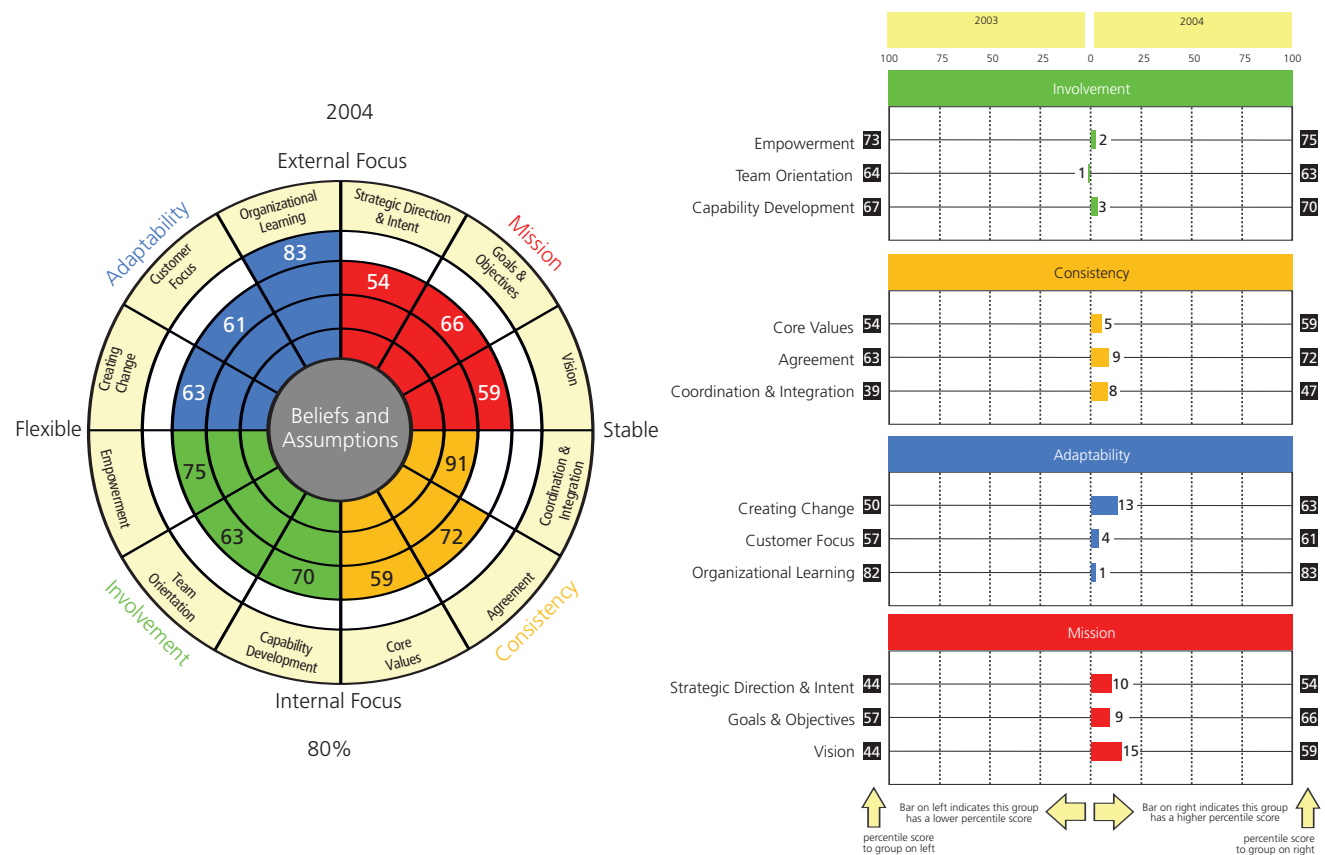 2004
External Focus
Adaptability
Mission
Organizational
Learning
Strategic Direction
& Intent
Customer
Focus
Goals &
Objectives
Creating
Change
Vision
83
54
61
66
63
59
Flexible
Beliefs and
Assumptions
Stable
75
91
63
72
70
59
Empowerment
Coordination &
Integration
Team
Orientation
Agreement
Capability
Development
Core
Values
Involvement
Consistency
Internal Focus
80%
2003 2004
100 75 50 25 0 25 50 75 100
Involvement
Empowerment 73 2 75
Team Orientation 64 1 63
Capability Development 67 3 70
Consistency
Core Values 54 5 59
Agreement 63 9 72
Coordination & Integration 39 8 47
Adaptability
Creating Change 50 13 63
Customer Focus 57 4 61
Organizational Learning 82 1 83
Mission
Strategic Direction & Intent 44 10 54
Goals & Objectives 57 9 66
Vision 44 15 59
Bar on left indicates this group
has a lower percentile score
Bar on right indicates this group
has a higher percentile score
percentile score
to group on left
percentile score
to group on right